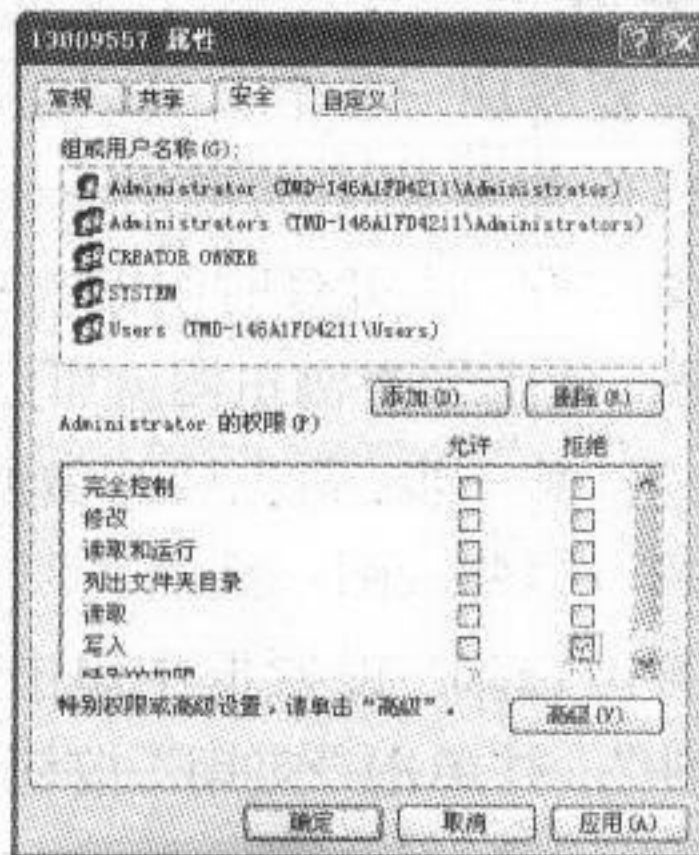 13009557 属性
常规 共享 安全 自定义
组或用户名称(G):
Administrator (TMD-146A1FD4211\Administrator)
Administrators (TMD-146A1FD4211\Administrators)
CREATOR OWNER
SYSTEM
Users (TMD-146A1FD4211\Users)
添加(D)... 删除(R)
Administrator 的权限(P)
允许 拒绝
完全控制
修改
读取和运行
列出文件夹目录
读取
写入
特别权限或高级设置，请单击“高级”。
高级(V)
确定 取消 应用(A)